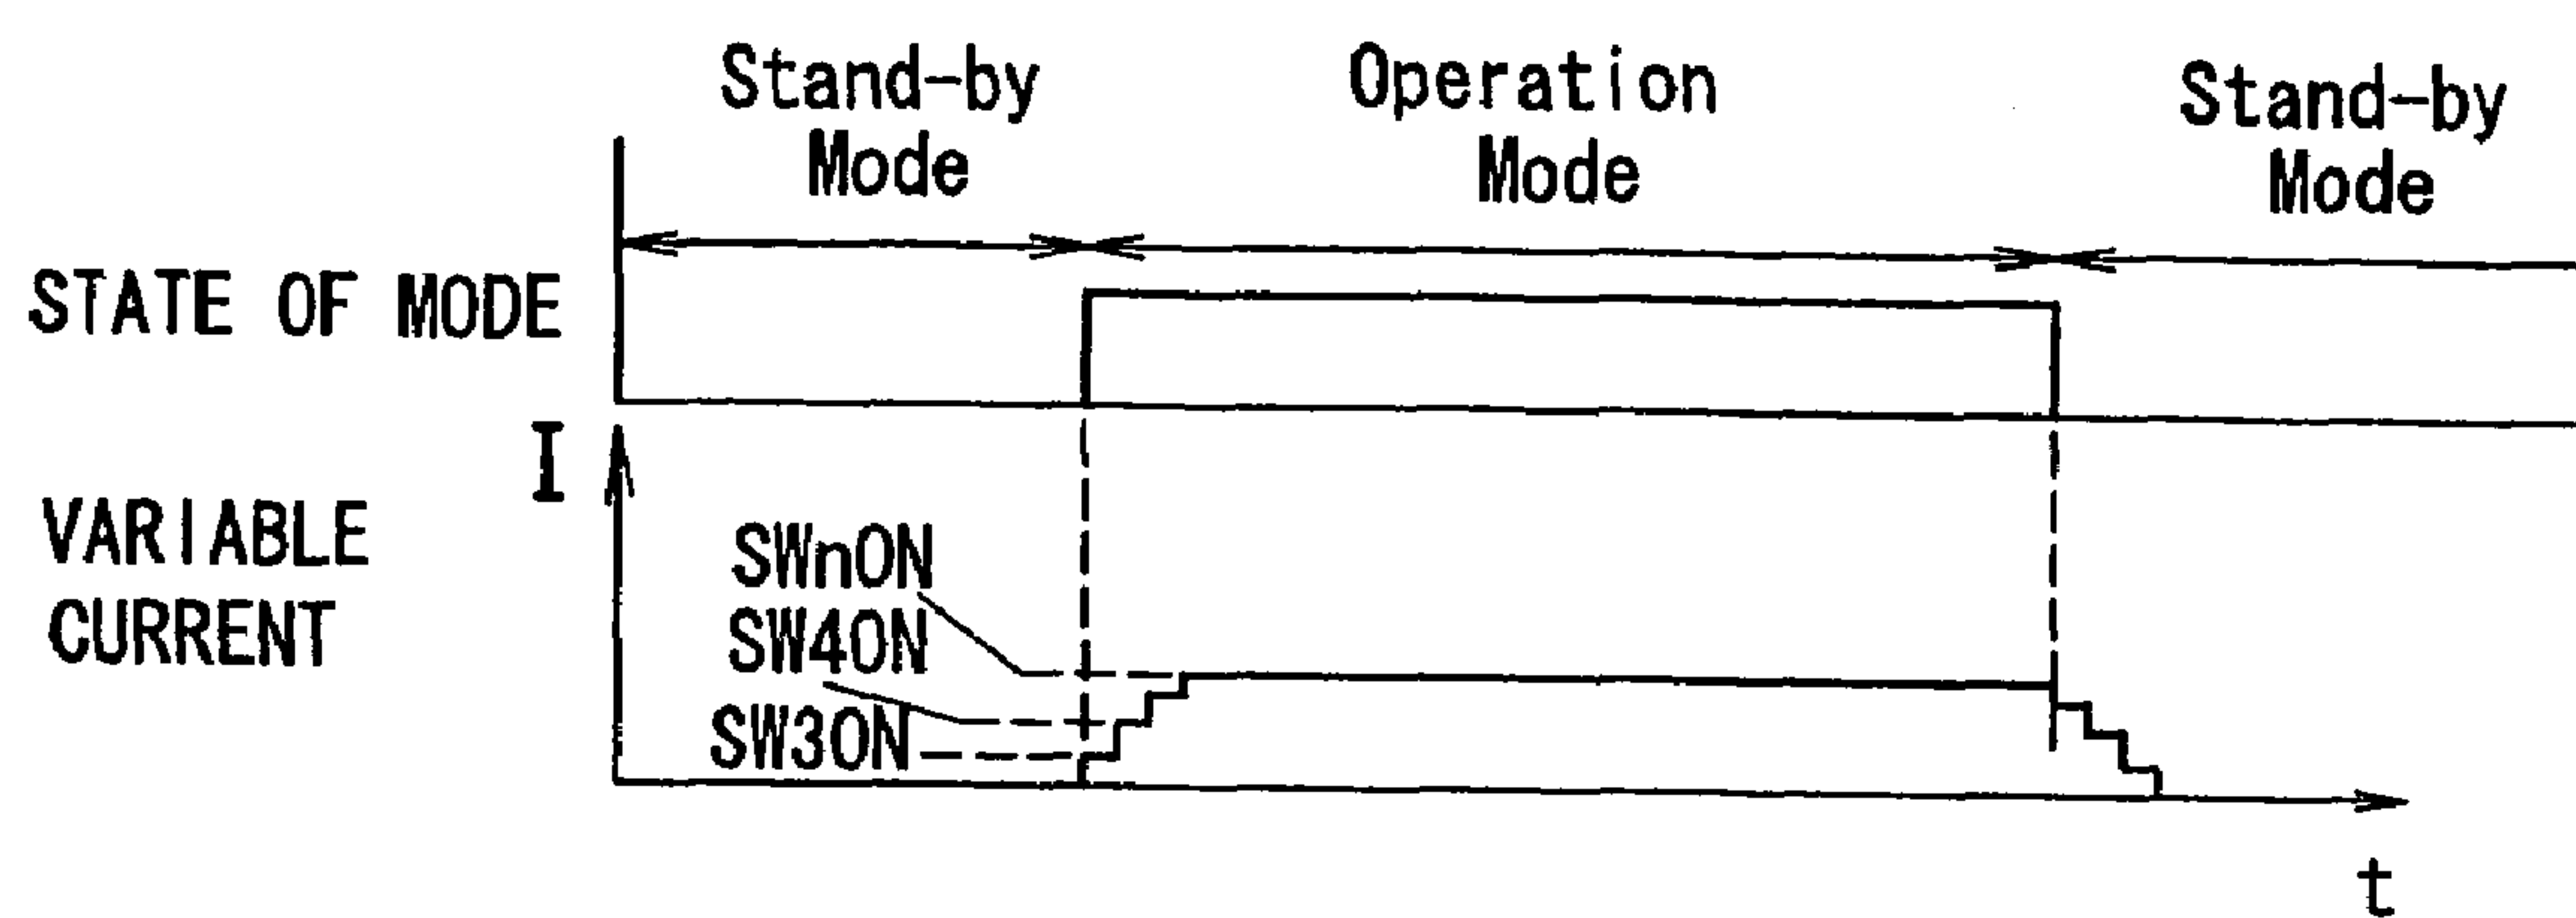 Stand-by
Mode
Operation
Mode
Stand-by
Mode
STATE OF MODE
I
VARIABLE
CURRENT
SWnON
SW4ON
SW3ON
t